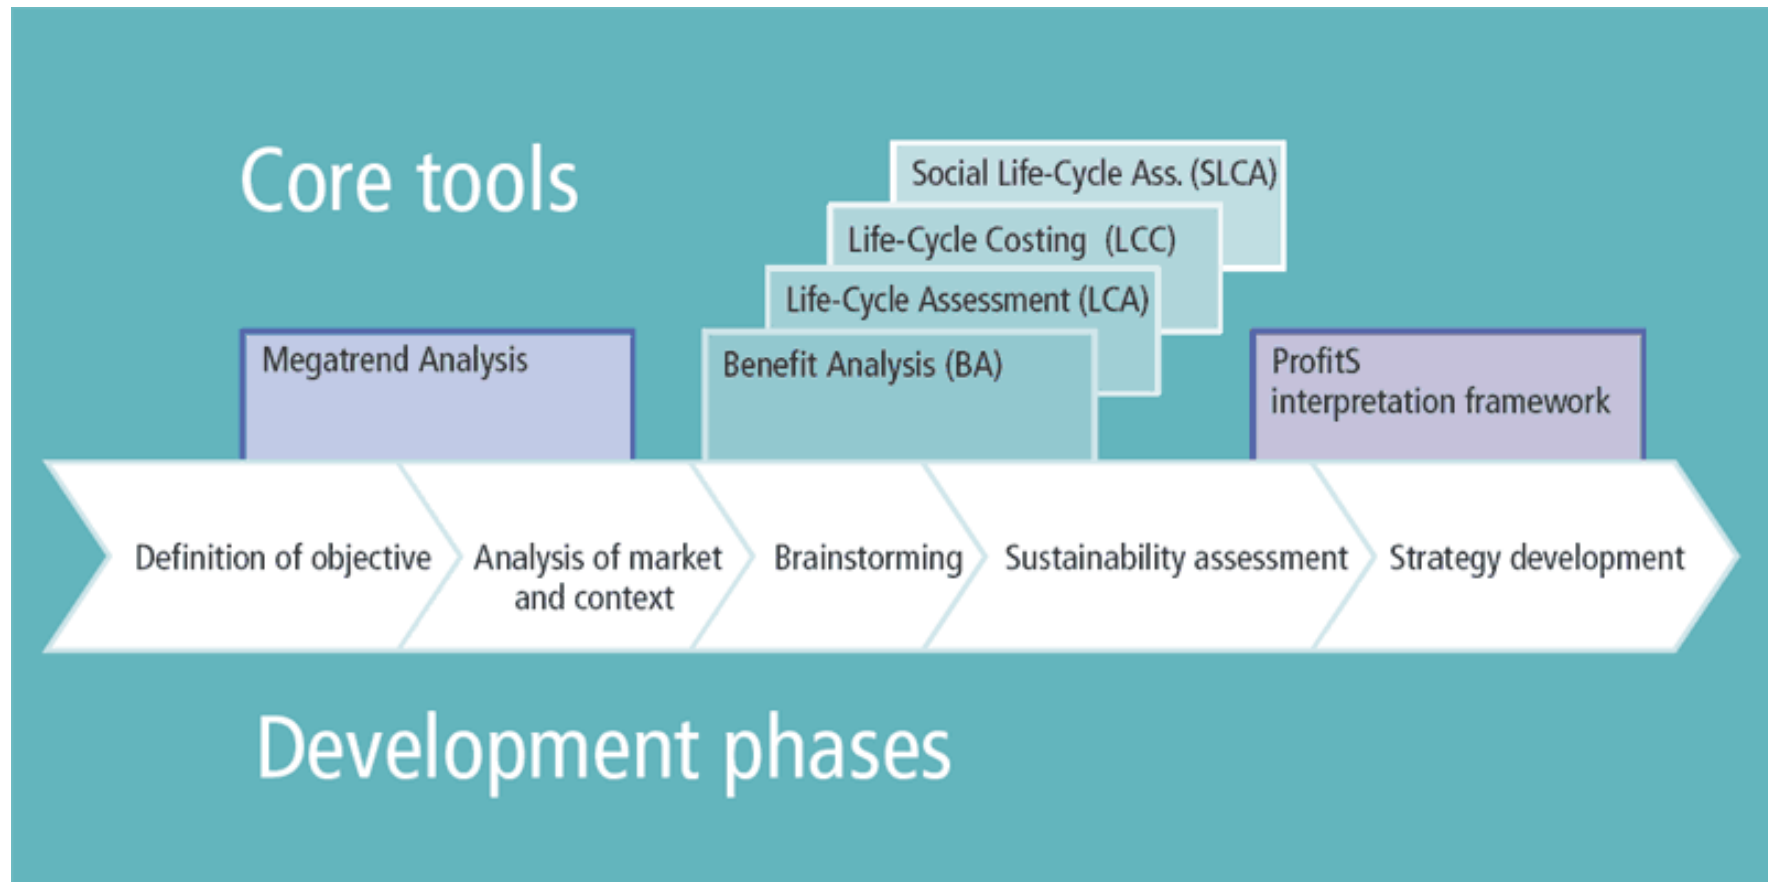 Core tools
Social Life-Cycle Ass. (SLCA)
Life-Cycle Costing (LCC)
Life-Cycle Assessment (LCA)
Megatrend Analysis
Benefit Analysis (BA)
ProfitS
interpretation framework
Definition of objective
Analysis of market
and context
Brainstorming
Sustainability assessment
Strategy development
Development phases